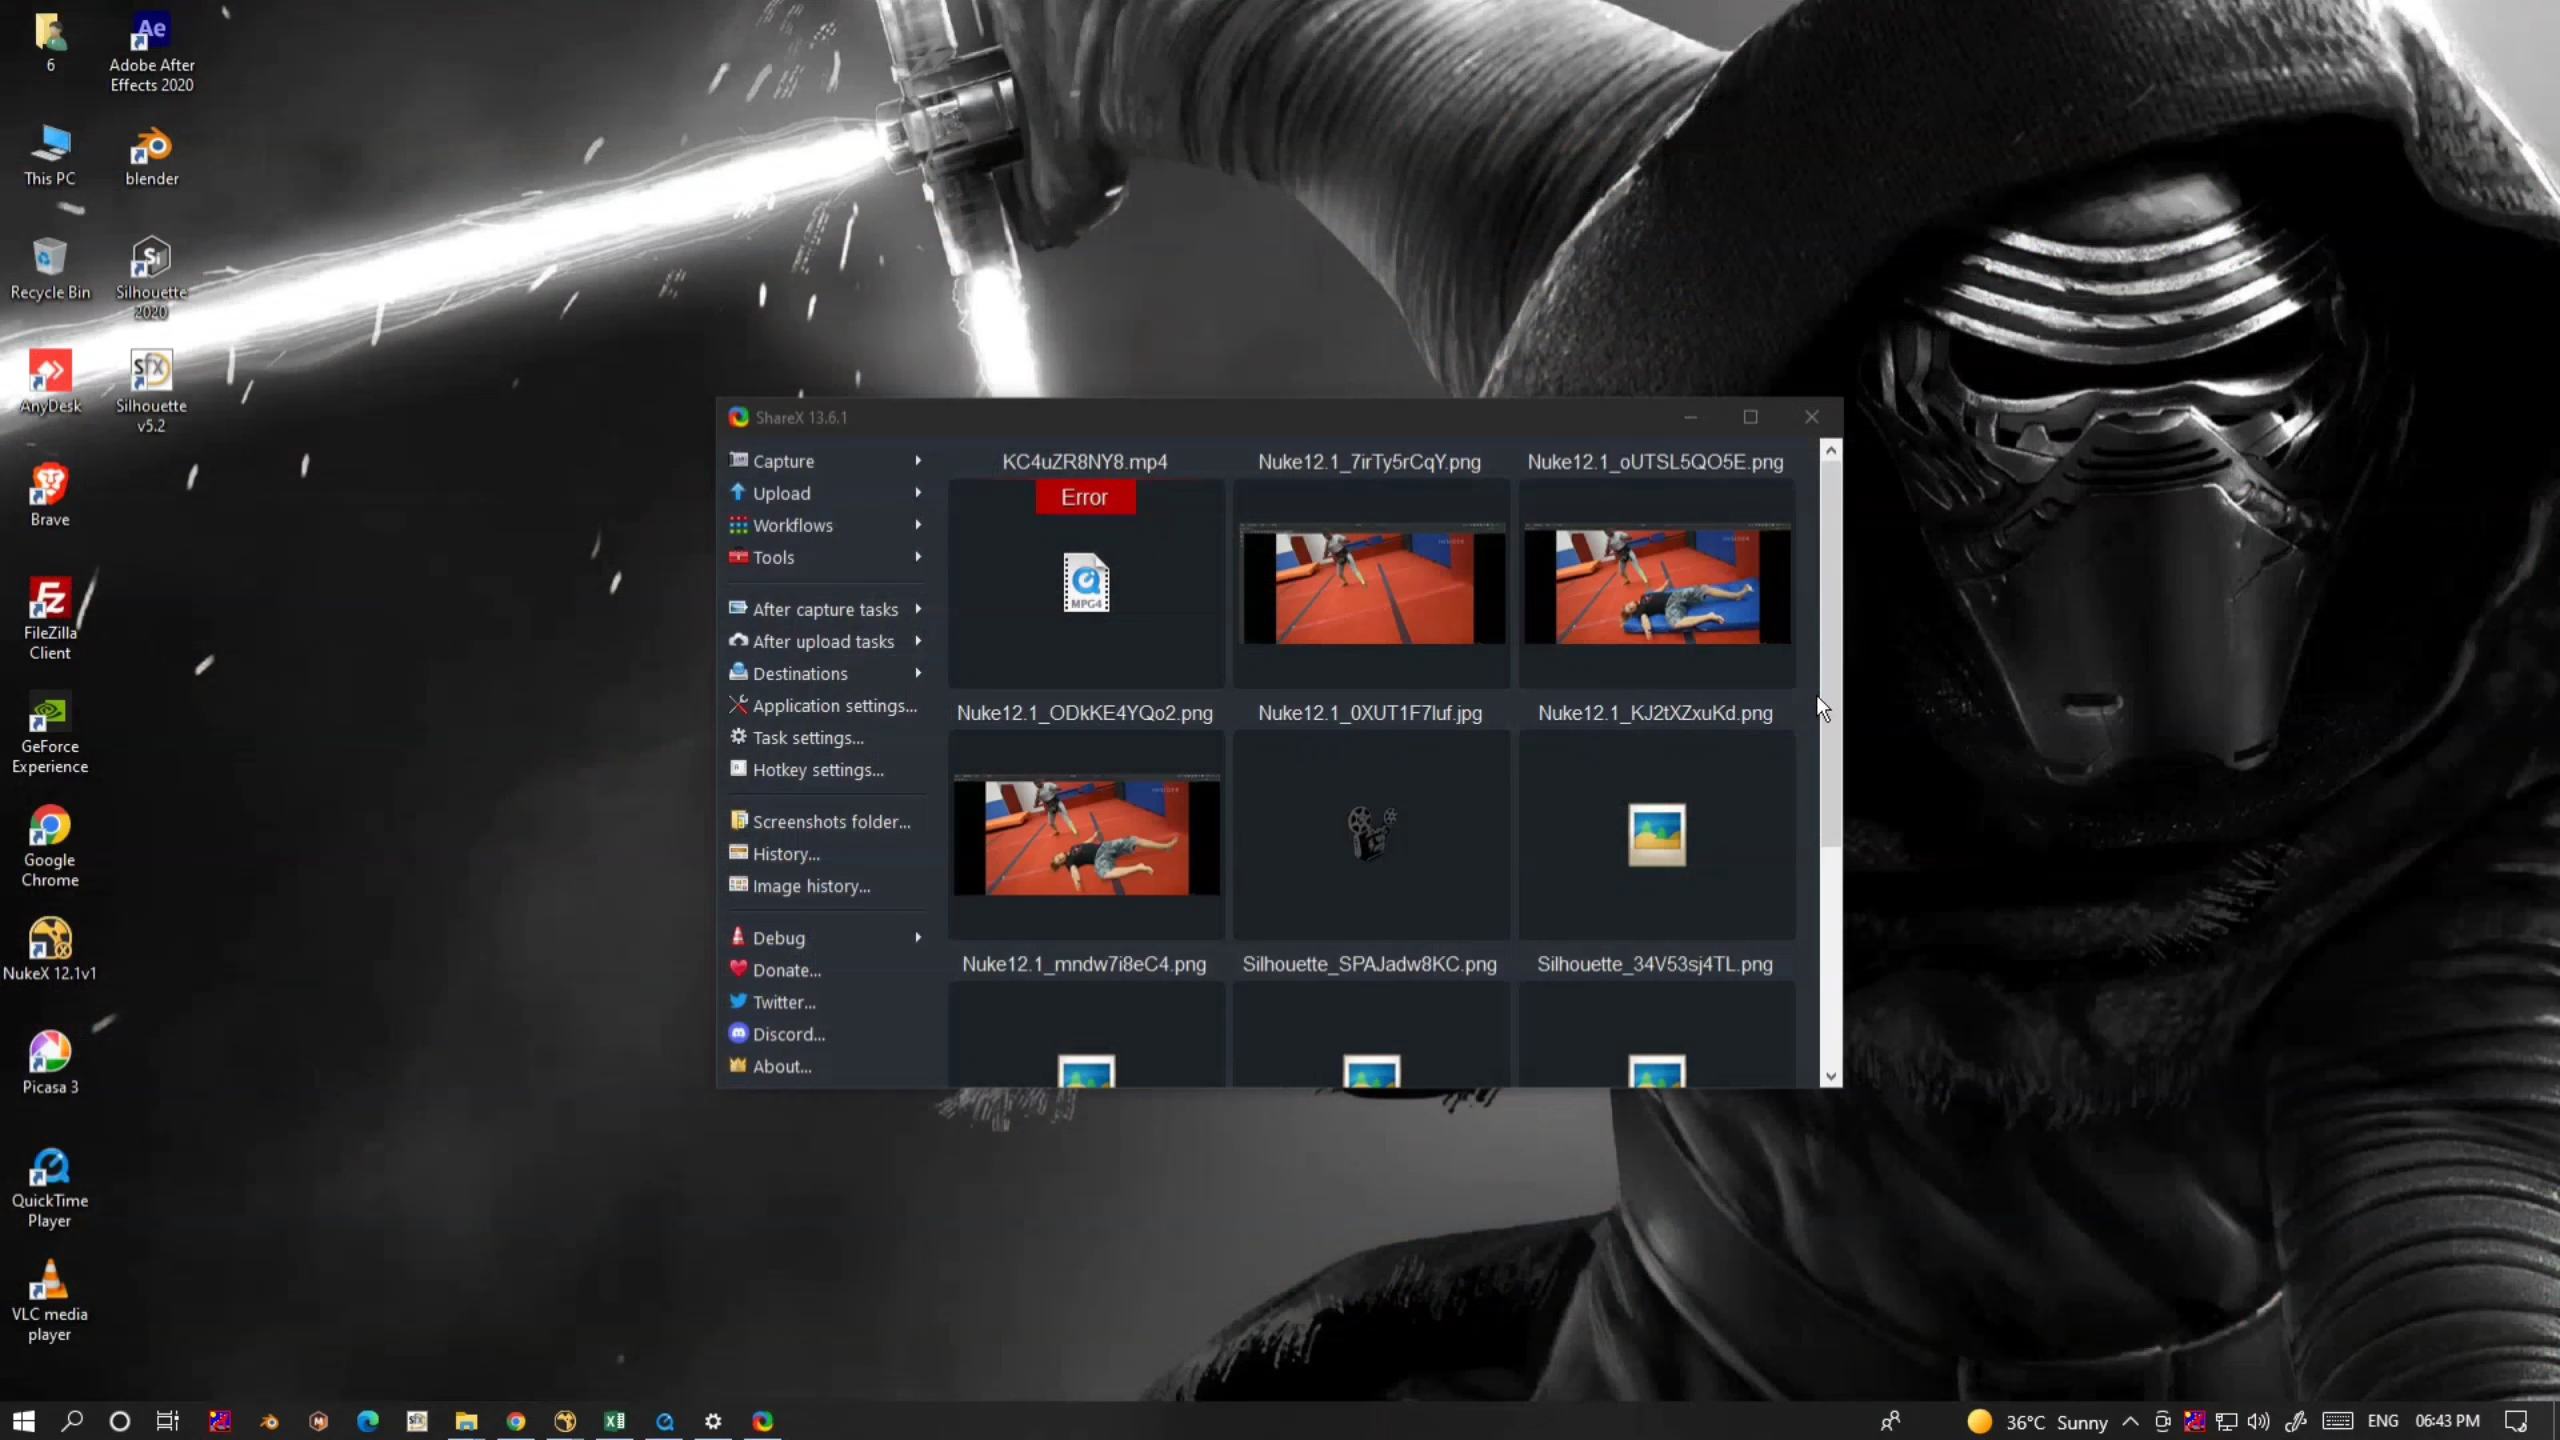 6
Adobe After
Effects 2020
This PC
blender
Recycle Bin
Silhouette
2020
AnyDesk
Silhouette
v5.2
Brave
FileZilla
Client
GeForce
Experience
Google
Chrome
NukeX 12.1v1
Picasa 3
QuickTime
Player
VLC media
player
ShareX 13.6.1
Capture
Upload
Workflows
Tools
After capture tasks
After upload tasks
Destinations
Application settings...
Task settings...
Hotkey settings...
Screenshots folder...
History...
Image history...
Debug
Donate...
Twitter...
Discord...
About...
KC4uZR8NY8.mp4
Nuke12.1_7irTy5rCqY.png
Nuke12.1_oUTSL5QO5E.png
Error
MPG4
INSIDER
INSIDER
Nuke12.1_ODkKE4YQo2.png
Nuke12.1_0XUT1F7luf.jpg
Nuke12.1_KJ2tXZxuKd.png
INSIDER
Nuke12.1_mndw7i8eC4.png
Silhouette_SPAJadw8KC.png
Silhouette_34V53sj4TL.png
36°C Sunny
ENG
06:43 PM